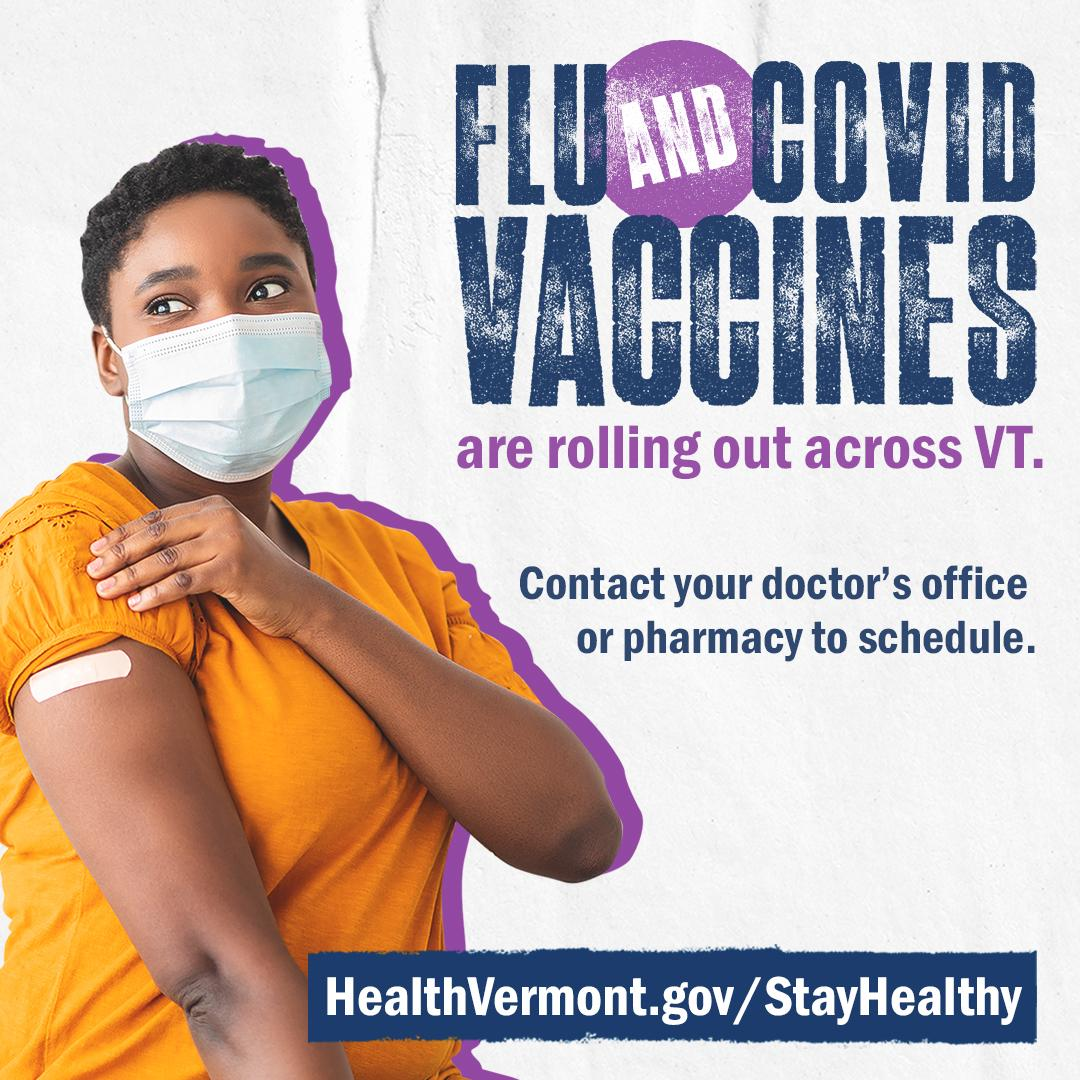 FLU AND COVID
VACCINES
are rolling out across VT.
Contact your doctor’s office
or pharmacy to schedule.
HealthVermont.gov/StayHealthy